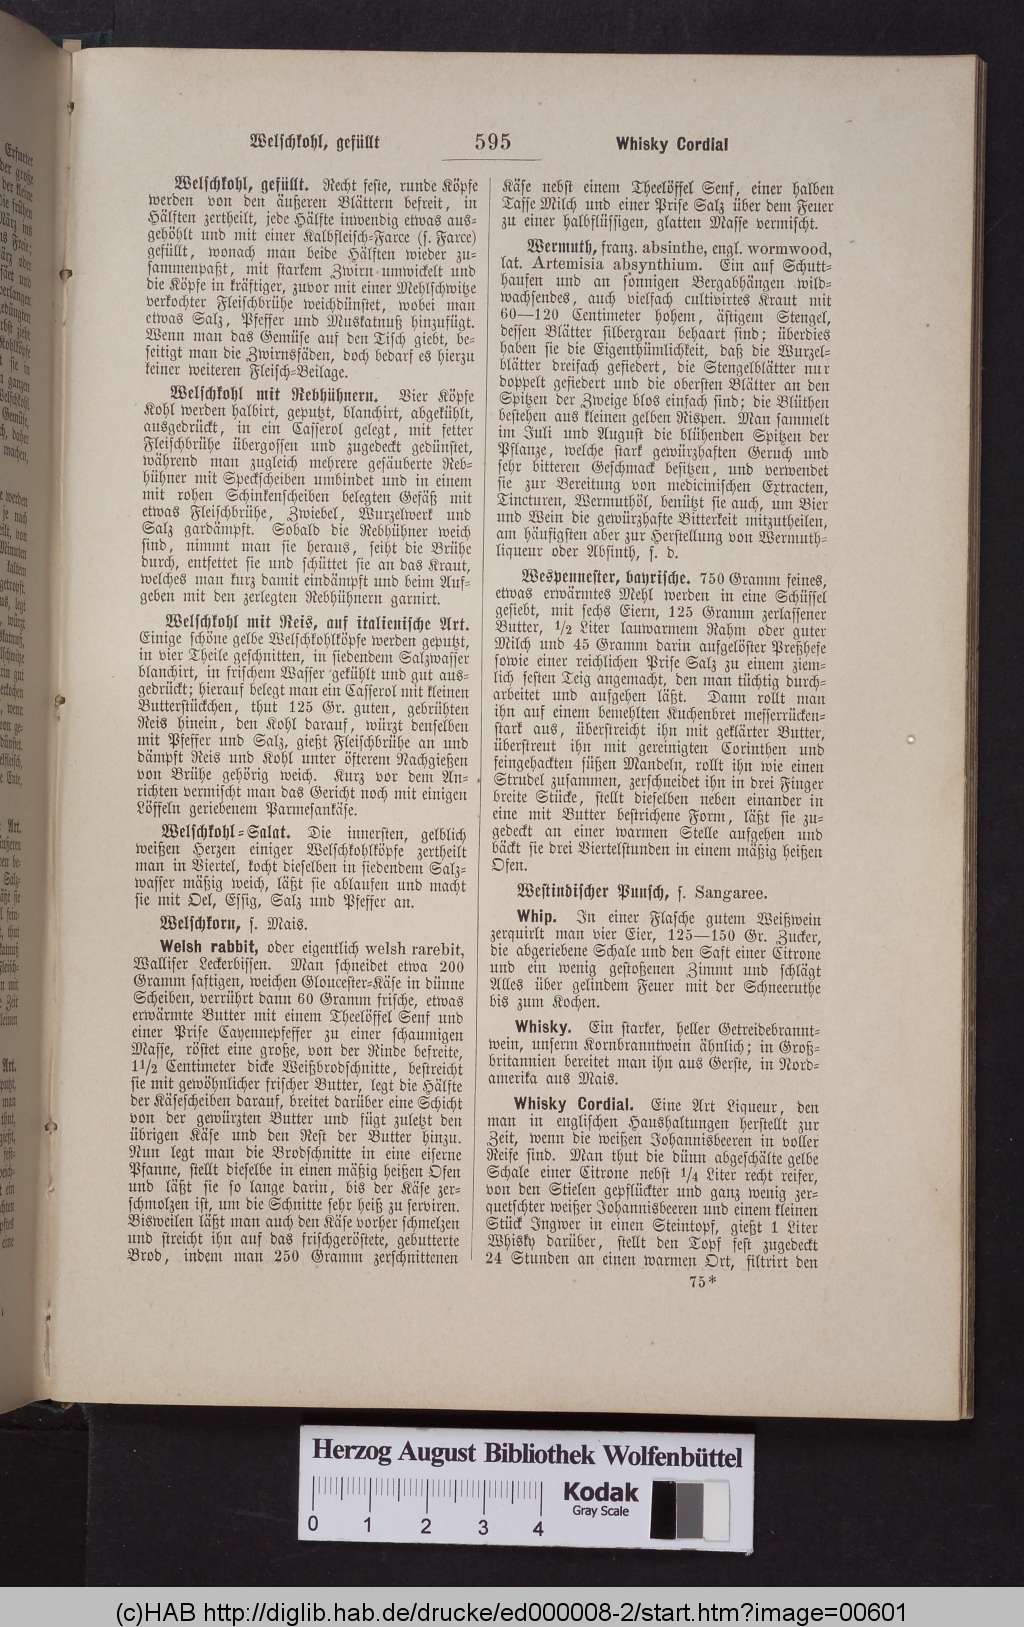 Welschkohl, gefüllt 595 Whisky Cordial
Welschkohl, gefüllt. Recht feste, runde Köpfe
werden von den äußeren Blättern befreit, in
Hälften zertheilt, jede Hälfte inwendig etwas aus-
gehöhlt und mit einer Kalbfleisch-Farce (s. Farce)
gefüllt, wonach man beide Hälften wieder zu-
sammenpaßt, mit starkem Zwirn umwickelt und
die Köpfe in kräftiger, zuvor mit einer Mehlschwitze
verkochter Fleischbrühe weichdünstet, wobei man
etwas Salz, Pfeffer und Muskatnuß hinzufügt.
Wenn man das Gemüse auf den Tisch giebt, be-
seitigt man die Zwirnsfäden, doch bedarf es hierzu
keiner weiteren Fleisch-Beilage.
Welschkohl mit Rebhühnern. Vier Köpfe
Kohl werden halbirt, geputzt, blanchirt, abgekühlt,
ausgedrückt, in ein Casserol gelegt, mit fetter
Fleischbrühe übergossen und zugedeckt gedünstet,
während man zugleich mehrere gesäuberte Reb-
hühner mit Speckscheiben umbindet und in einem
mit rohen Schinkenscheiben belegten Gefäß mit
etwas Fleischbrühe, Zwiebel, Wurzelwerk und
Salz gardämpft. Sobald die Rebhühner weich
sind, nimmt man sie heraus, seiht die Brühe
durch, entfettet sie und schüttet sie an das Kraut,
welches man kurz damit eindämpft und beim Auf-
geben mit den zerlegten Rebhühnern garnirt.
Welschkohl mit Reis, auf italienische Art.
Einige schöne gelbe Welschkohlköpfe werden geputzt,
in vier Theile geschnitten, in siedendem Salzwasser
blanchirt, in frischem Wasser gekühlt und gut aus-
gedrückt; hierauf belegt man ein Casserol mit kleinen
Butterstückchen, thut 125 Gr. guten, gebrühten
Reis hinein, den Kohl darauf, würzt denselben
mit Pfeffer und Salz, gießt Fleischbrühe an und
dämpft Reis und Kohl unter öfterem Nachgießen
von Brühe gehörig weich. Kurz vor dem An-
richten vermischt man das Gericht noch mit einigen
Löffeln geriebenem Parmesankäse.
Welschkohl-Salat. Die innersten, gelblich
weißen Herzen einiger Welschkohlköpfe zertheilt
man in Viertel, kocht dieselben in siedendem Salz-
wasser mäßig weich, läßt sie ablaufen und macht
sie mit Oel, Essig, Salz und Pfeffer an.
Welschkorn, s. Mais.
Welsh rabbit, oder eigentlich welsh rarebit,
Walliser Leckerbissen. Man schneidet etwa 200
Gramm saftigen, weichen Gloucester-Käse in dünne
Scheiben, verrührt dann 60 Gramm frische, etwas
erwärmte Butter mit einem Theelöffel Senf und
einer Prise Cayennepfeffer zu einer schaumigen
Masse, röstet eine große, von der Rinde befreite,
1 1/2 Centimeter dicke Weißbrodschnitte, bestreicht
sie mit gewöhnlicher frischer Butter, legt die Hälfte
der Käsescheiben darauf, breitet darüber eine Schicht
von der gewürzten Butter und fügt zuletzt den
übrigen Käse und den Rest der Butter hinzu.
Nun legt man die Brodschnitte in eine eiserne
Pfanne, stellt dieselbe in einen mäßig heißen Ofen
und läßt sie so lange darin, bis der Käse zer-
schmolzen ist, um die Schnitte sehr heiß zu serviren.
Bisweilen läßt man auch den Käse vorher schmelzen
und streicht ihn auf das frischgeröstete, gebutterte
Brod, indem man 250 Gramm zerschnittenen
Käse nebst einem Theelöffel Senf, einer halben
Tasse Milch und einer Prise Salz über dem Feuer
zu einer halbflüssigen, glatten Masse vermischt.
Wermuth, franz. absinthe, engl. wormwood,
lat. Artemisia absynthium. Ein auf Schutt-
haufen und an sonnigen Bergabhängen wild-
wachsendes, auch vielfach cultivirtes Kraut mit
60—120 Centimeter hohem, ästigem Stengel,
dessen Blätter silbergrau behaart sind; überdies
haben sie die Eigenthümlichkeit, daß die Wurzel-
blätter dreifach gefiedert, die Stengelblätter nur
doppelt gefiedert und die obersten Blätter an den
Spitzen der Zweige blos einfach sind; die Blüthen
bestehen aus kleinen gelben Rispen. Man sammelt
im Juli und August die blühenden Spitzen der
Pflanze, welche stark gewürzhaften Geruch und
sehr bitteren Geschmack besitzen, und verwendet
sie zur Bereitung von medicinischen Extracten,
Tincturen, Wermuthöl, benützt sie auch, um Bier
und Wein die gewürzhafte Bitterkeit mitzutheilen,
am häufigsten aber zur Herstellung von Wermuth-
liqueur oder Absinth, s. d.
Wespennester, bayrische. 750 Gramm feines,
etwas erwärmtes Mehl werden in eine Schüssel
gesiebt, mit sechs Eiern, 125 Gramm zerlassener
Butter, 1/2 Liter lauwarmem Rahm oder guter
Milch und 45 Gramm darin aufgelöster Preßhefe
sowie einer reichlichen Prise Salz zu einem ziem-
lich festen Teig angemacht, den man tüchtig durch-
arbeitet und aufgehen läßt. Dann rollt man
ihn auf einem bemehlten Kuchenbret messerrücken-
stark aus, überstreicht ihn mit geklärter Butter,
überstreut ihn mit gereinigten Corinthen und
feingehackten süßen Mandeln, rollt ihn wie einen
Strudel zusammen, zerschneidet ihn in drei Finger
breite Stücke, stellt dieselben neben einander in
eine mit Butter bestrichene Form, läßt sie zu-
gedeckt an einer warmen Stelle aufgehen und
bäckt sie drei Viertelstunden in einem mäßig heißen
Ofen.
Westindischer Punsch, s. Sangaree.
Whip. In einer Flasche gutem Weißwein
zerquirlt man vier Eier, 125—150 Gr. Zucker,
die abgeriebene Schale und den Saft einer Citrone
und ein wenig gestoßenen Zimmt und schlägt
Alles über gelindem Feuer mit der Schneeruthe
bis zum Kochen.
Whisky. Ein starker, heller Getreidebrannt-
wein, unserm Kornbranntwein ähnlich; in Groß-
britannien bereitet man ihn aus Gerste, in Nord-
amerika aus Mais.
Whisky Cordial. Eine Art Liqueur, den
man in englischen Haushaltungen herstellt zur
Zeit, wenn die weißen Johannisbeeren in voller
Reife sind. Man thut die dünn abgeschälte gelbe
Schale einer Citrone nebst 1/4 Liter recht reifer,
von den Stielen gepflückter und ganz wenig zer-
quetschter weißer Johannisbeeren und einem kleinen
Stück Ingwer in einen Steintopf, gießt 1 Liter
Whisky darüber, stellt den Topf fest zugedeckt
24 Stunden an einen warmen Ort, filtrirt den
75*
Herzog August Bibliothek Wolfenbüttel
0 1 2 3 4
Kodak
Gray Scale
(c)HAB http://diglib.hab.de/drucke/ed000008-2/start.htm?image=00601